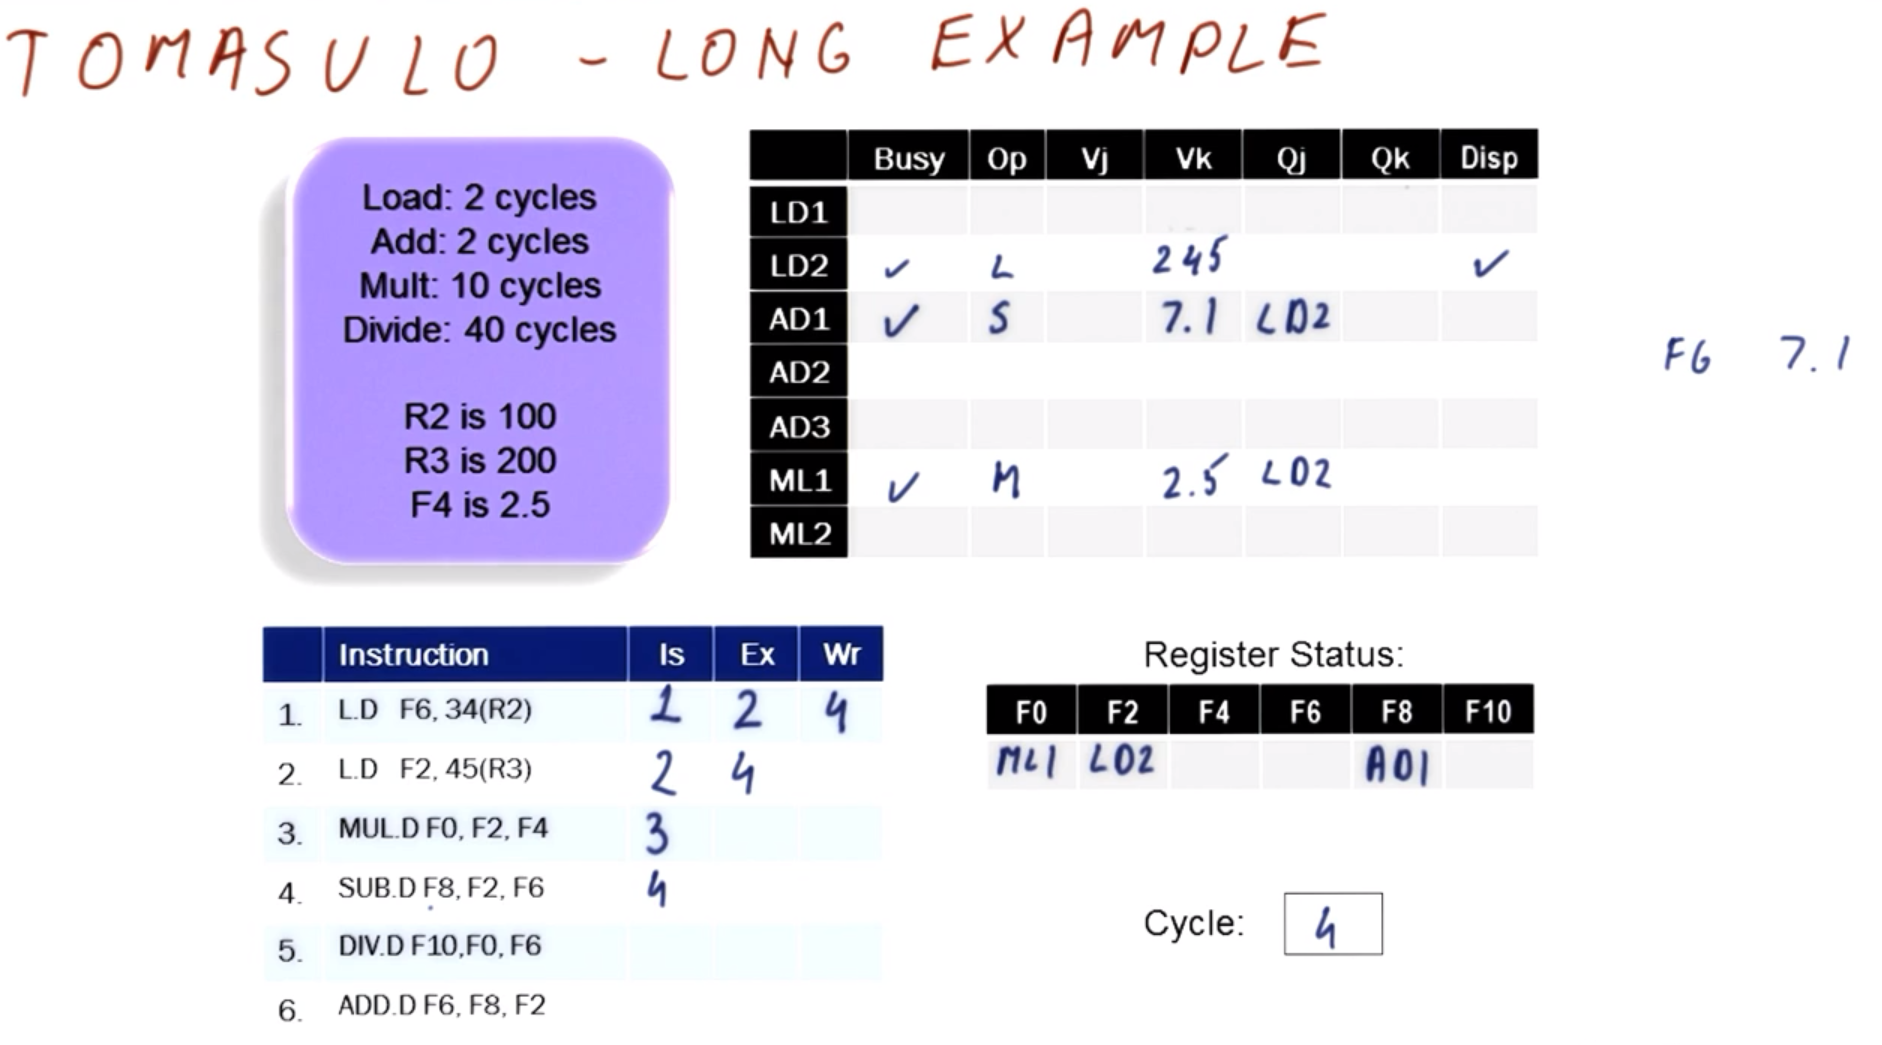 TOMASULO - LONG EXAMPLE
Load: 2 cycles
Add: 2 cycles
Mult: 10 cycles
Divide: 40 cycles
R2 is 100
R3 is 200
F4 is 2.5
Busy Op Vj Vk Qj Qk Disp
LD1
LD2 ✓ L 245 ✓
AD1 ✓ S 7.1 LD2
AD2
AD3
ML1 ✓ M 2.5 LD2
ML2
F6 7.1
Instruction Is Ex Wr
1. L.D F6, 34(R2) 1 2 4
2. L.D F2, 45(R3) 2 4
3. MUL.D F0, F2, F4 3
4. SUB.D F8, F2, F6 4
5. DIV.D F10,F0, F6
6. ADD.D F6, F8, F2
Register Status:
F0 F2 F4 F6 F8 F10
ML1 LD2 AD1
Cycle: 4